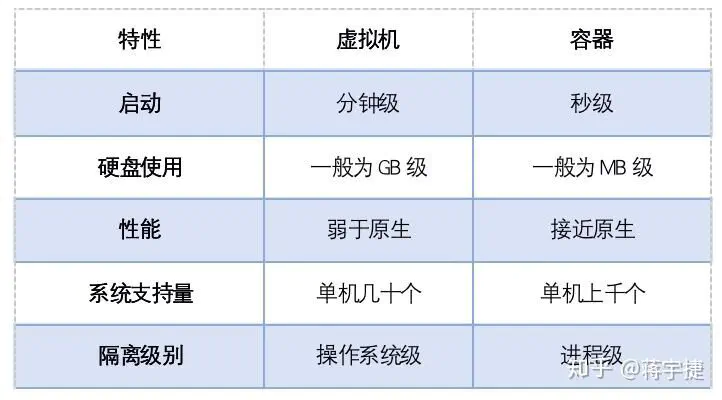 特性 虚拟机 容器
启动 分钟级 秒级
硬盘使用 一般为 GB 级 一般为 MB 级
性能 弱于原生 接近原生
系统支持量 单机几十个 单机上千个
隔离级别 操作系统级 进程级
知乎 @蒋宇捷